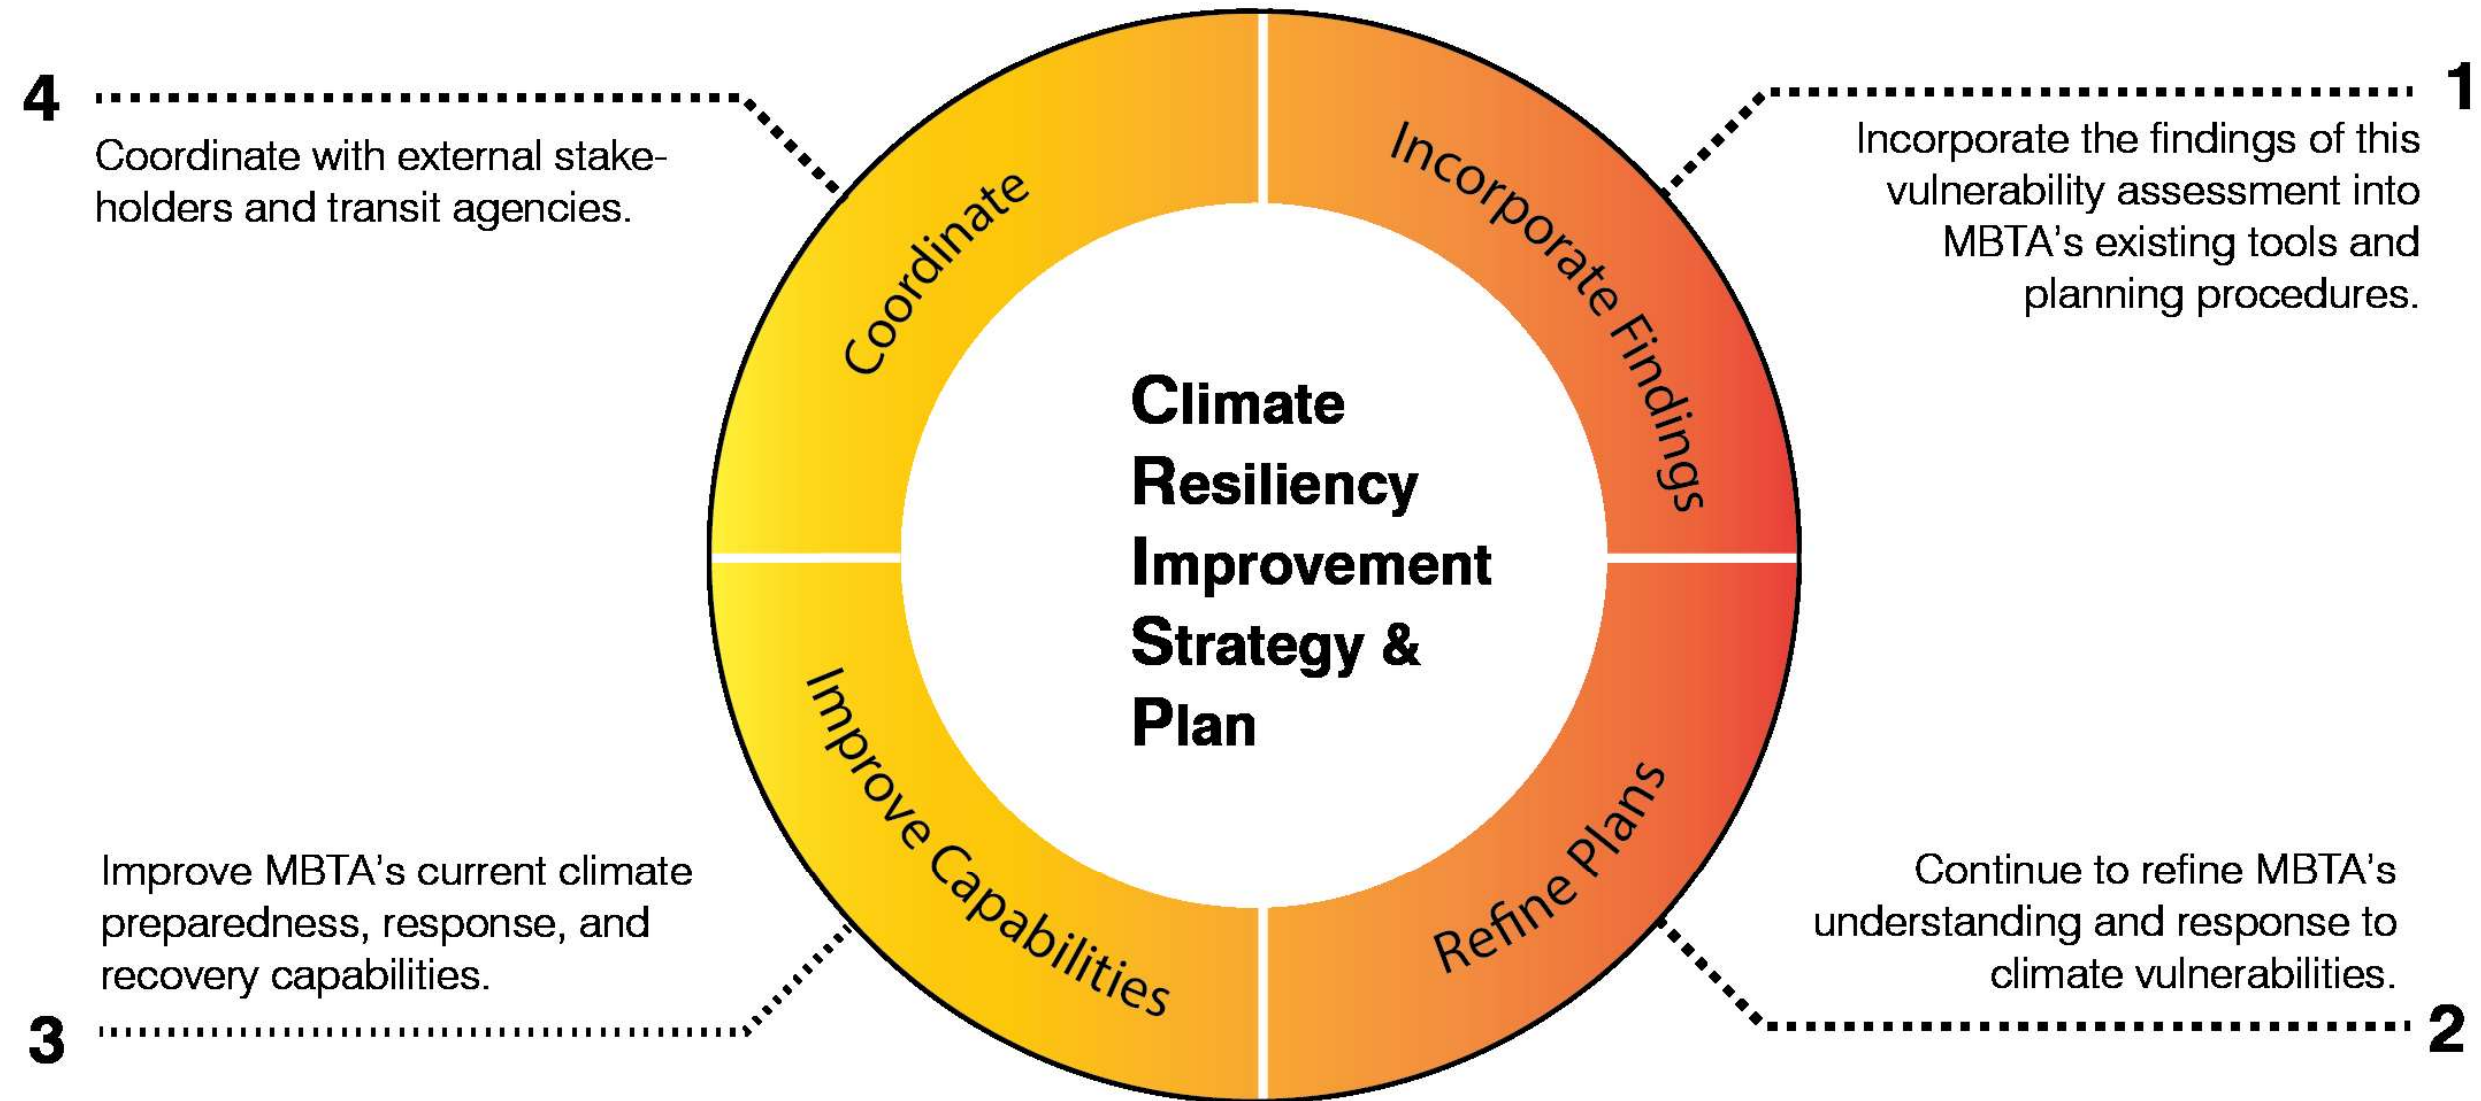 4
Coordinate with external stake-
holders and transit agencies.
1
Incorporate the findings of this
vulnerability assessment into
MBTA's existing tools and
planning procedures.
Coordinate
Incorporate Findings
Climate
Resiliency
Improvement
Strategy &
Plan
Improve Capabilities
Refine Plans
Improve MBTA's current climate
preparedness, response, and
recovery capabilities.
3
Continue to refine MBTA's
understanding and response to
climate vulnerabilities.
2